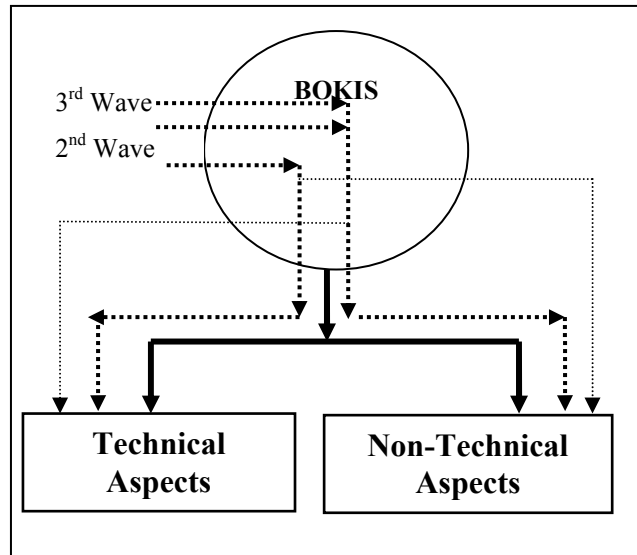 BOKIS
3rd Wave
2nd Wave
Technical
Aspects
Non-Technical
Aspects